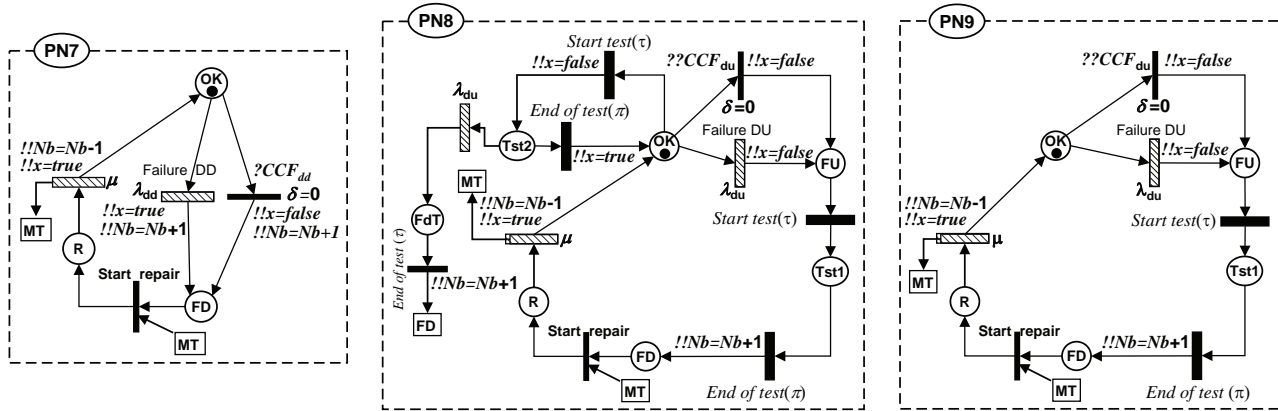 PN7
OK
!!Nb=Nb-1
!!x=true
Failure DD
?CCFdd
λdd
δ=0
μ
!!x=true
!!Nb=Nb+1
!!x=false
!!Nb=Nb+1
MT
R
Start repair
FD
MT
PN8
Start test(τ)
!!x=false
??CCFdu
!!x=false
λdu
End of test(π)
δ=0
Tst2
!!x=true
OK
Failure DU
!!x=false
FU
MT
!!Nb=Nb-1
!!x=true
λdu
FdT
μ
Start test(τ)
End of test (τ)
!!Nb=Nb+1
Tst1
R
FD
Start repair
FD
!!Nb=Nb+1
MT
End of test(π)
PN9
??CCFdu
!!x=false
δ=0
OK
Failure DU
!!x=false
FU
!!Nb=Nb-1
!!x=true
λdu
μ
Start test(τ)
MT
Tst1
R
Start repair
FD
!!Nb=Nb+1
MT
End of test (π)